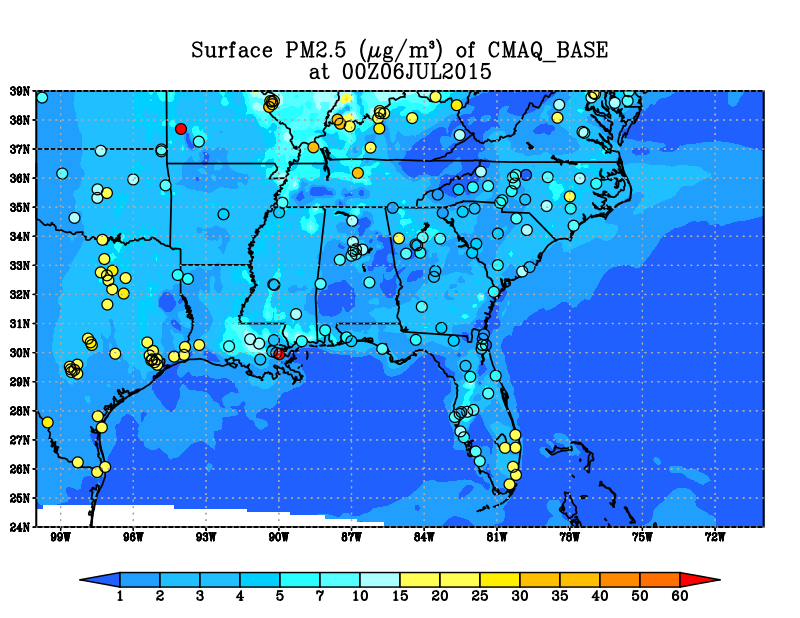 Surface PM2.5 (μg/m³) of CMAQ_BASE
at 00Z06JUL2015
39N
38N
37N
36N
35N
34N
33N
32N
31N
30N
29N
28N
27N
26N
25N
24N
99W 96W 93W 90W 87W 84W 81W 78W 75W 72W
1 2 3 4 5 7 10 15 20 25 30 35 40 50 60